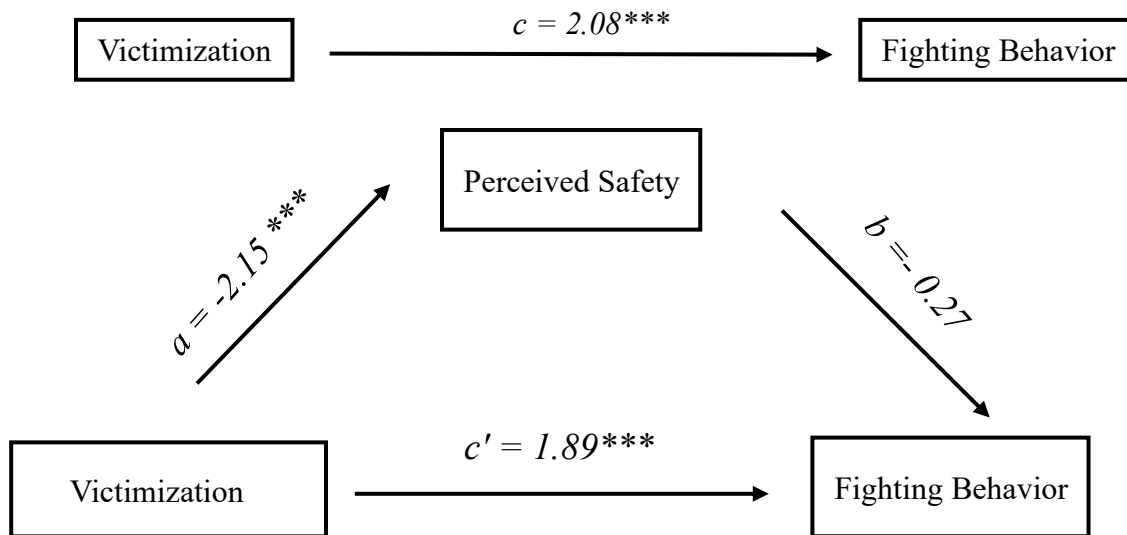 c = 2.08***
Victimization
Fighting Behavior
Perceived Safety
a = -2.15 ***
b =- 0.27
c' = 1.89***
Victimization
Fighting Behavior